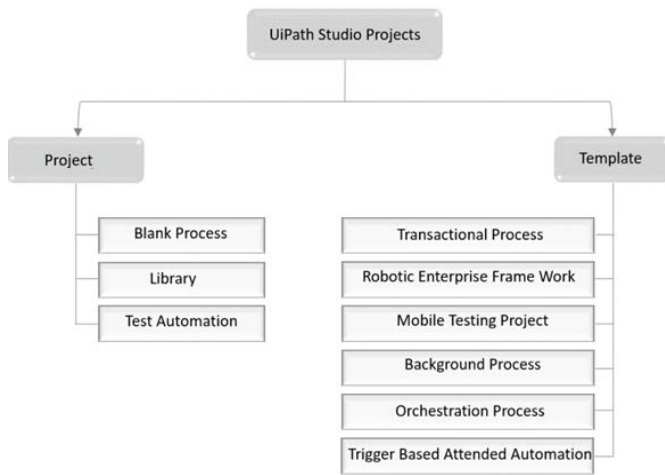 UiPath Studio Projects
Project
Template
Blank Process
Library
Test Automation
Transactional Process
Robotic Enterprise Frame Work
Mobile Testing Project
Background Process
Orchestration Process
Trigger Based Attended Automation